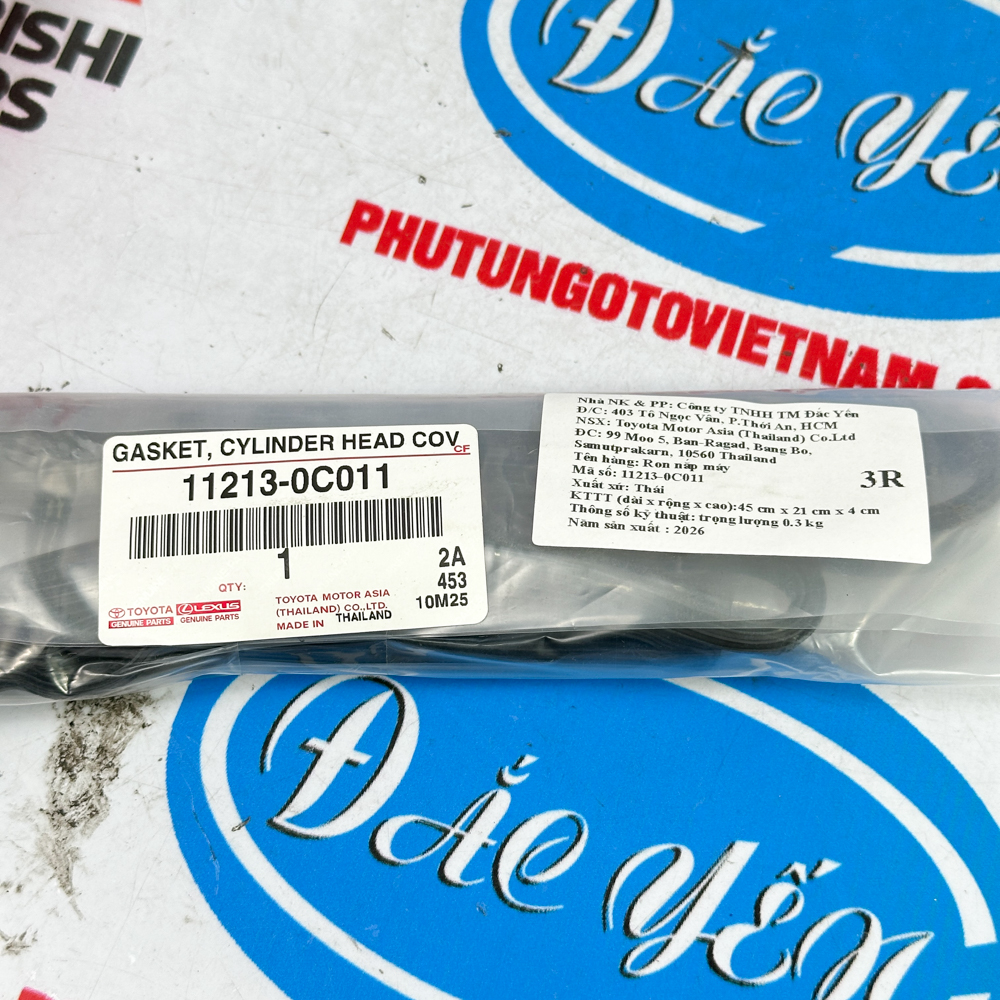 ISHI
RS
ĐẮC YẾ
PHUTUNGOTOVIETNAM.
GASKET, CYLINDER HEAD COV
CF
11213-0C011
1
QTY:
2A
453
10M25
TOYOTA
GENUINE PARTS
LEXUS
GENUINE PARTS
TOYOTA MOTOR ASIA
(THAILAND) CO.,LTD.
MADE IN THAILAND
Nhà NK & PP: Công ty TNHH TM Đắc Yến
Đ/C: 403 Tô Ngọc Vân, P.Thới An, HCM
NSX: Toyota Motor Asia (Thailand) Co.Ltd
ĐC: 99 Moo 5, Ban-Ragad, Bang Bo,
Samutprakarn, 10560 Thailand
Tên hàng: Ron nắp máy
Mã số: 11213-0C011
Xuất xứ: Thái
KTTT (dài x rộng x cao):45 cm x 21 cm x 4 cm
Thông số kỹ thuật: trọng lượng 0.3 kg
Năm sản xuất : 2026
3R
ĐẮC YẾN